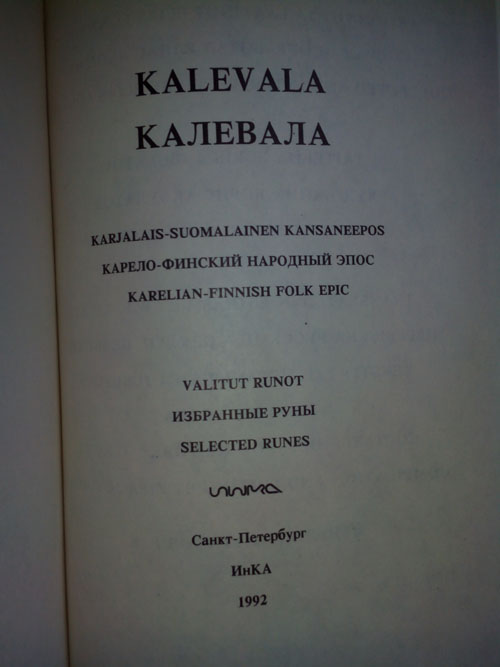 KALEVALA
КАЛЕВАЛА
KARJALAIS-SUOMALAINEN KANSANEEPOS
КАРЕЛО-ФИНСКИЙ НАРОДНЫЙ ЭПОС
KARELIAN-FINNISH FOLK EPIC
VALITUT RUNOT
ИЗБРАННЫЕ РУНЫ
SELECTED RUNES
Санкт-Петербург
ИнКА
1992